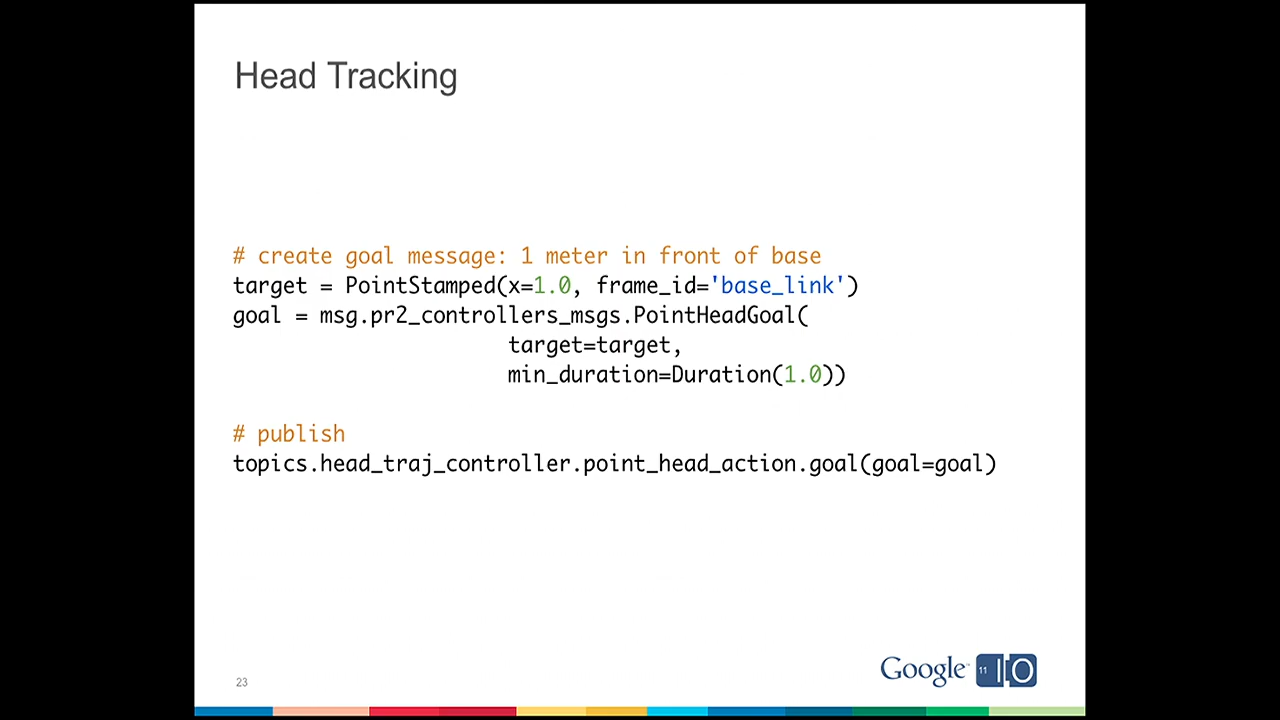 Head Tracking
# create goal message: 1 meter in front of base
target = PointStamped(x=1.0, frame_id='base_link')
goal = msg.pr2_controllers_msgs.PointHeadGoal(
target=target,
min_duration=Duration(1.0))
# publish
topics.head_traj_controller.point_head_action.goal(goal=goal)
23
Google™ 11 IO